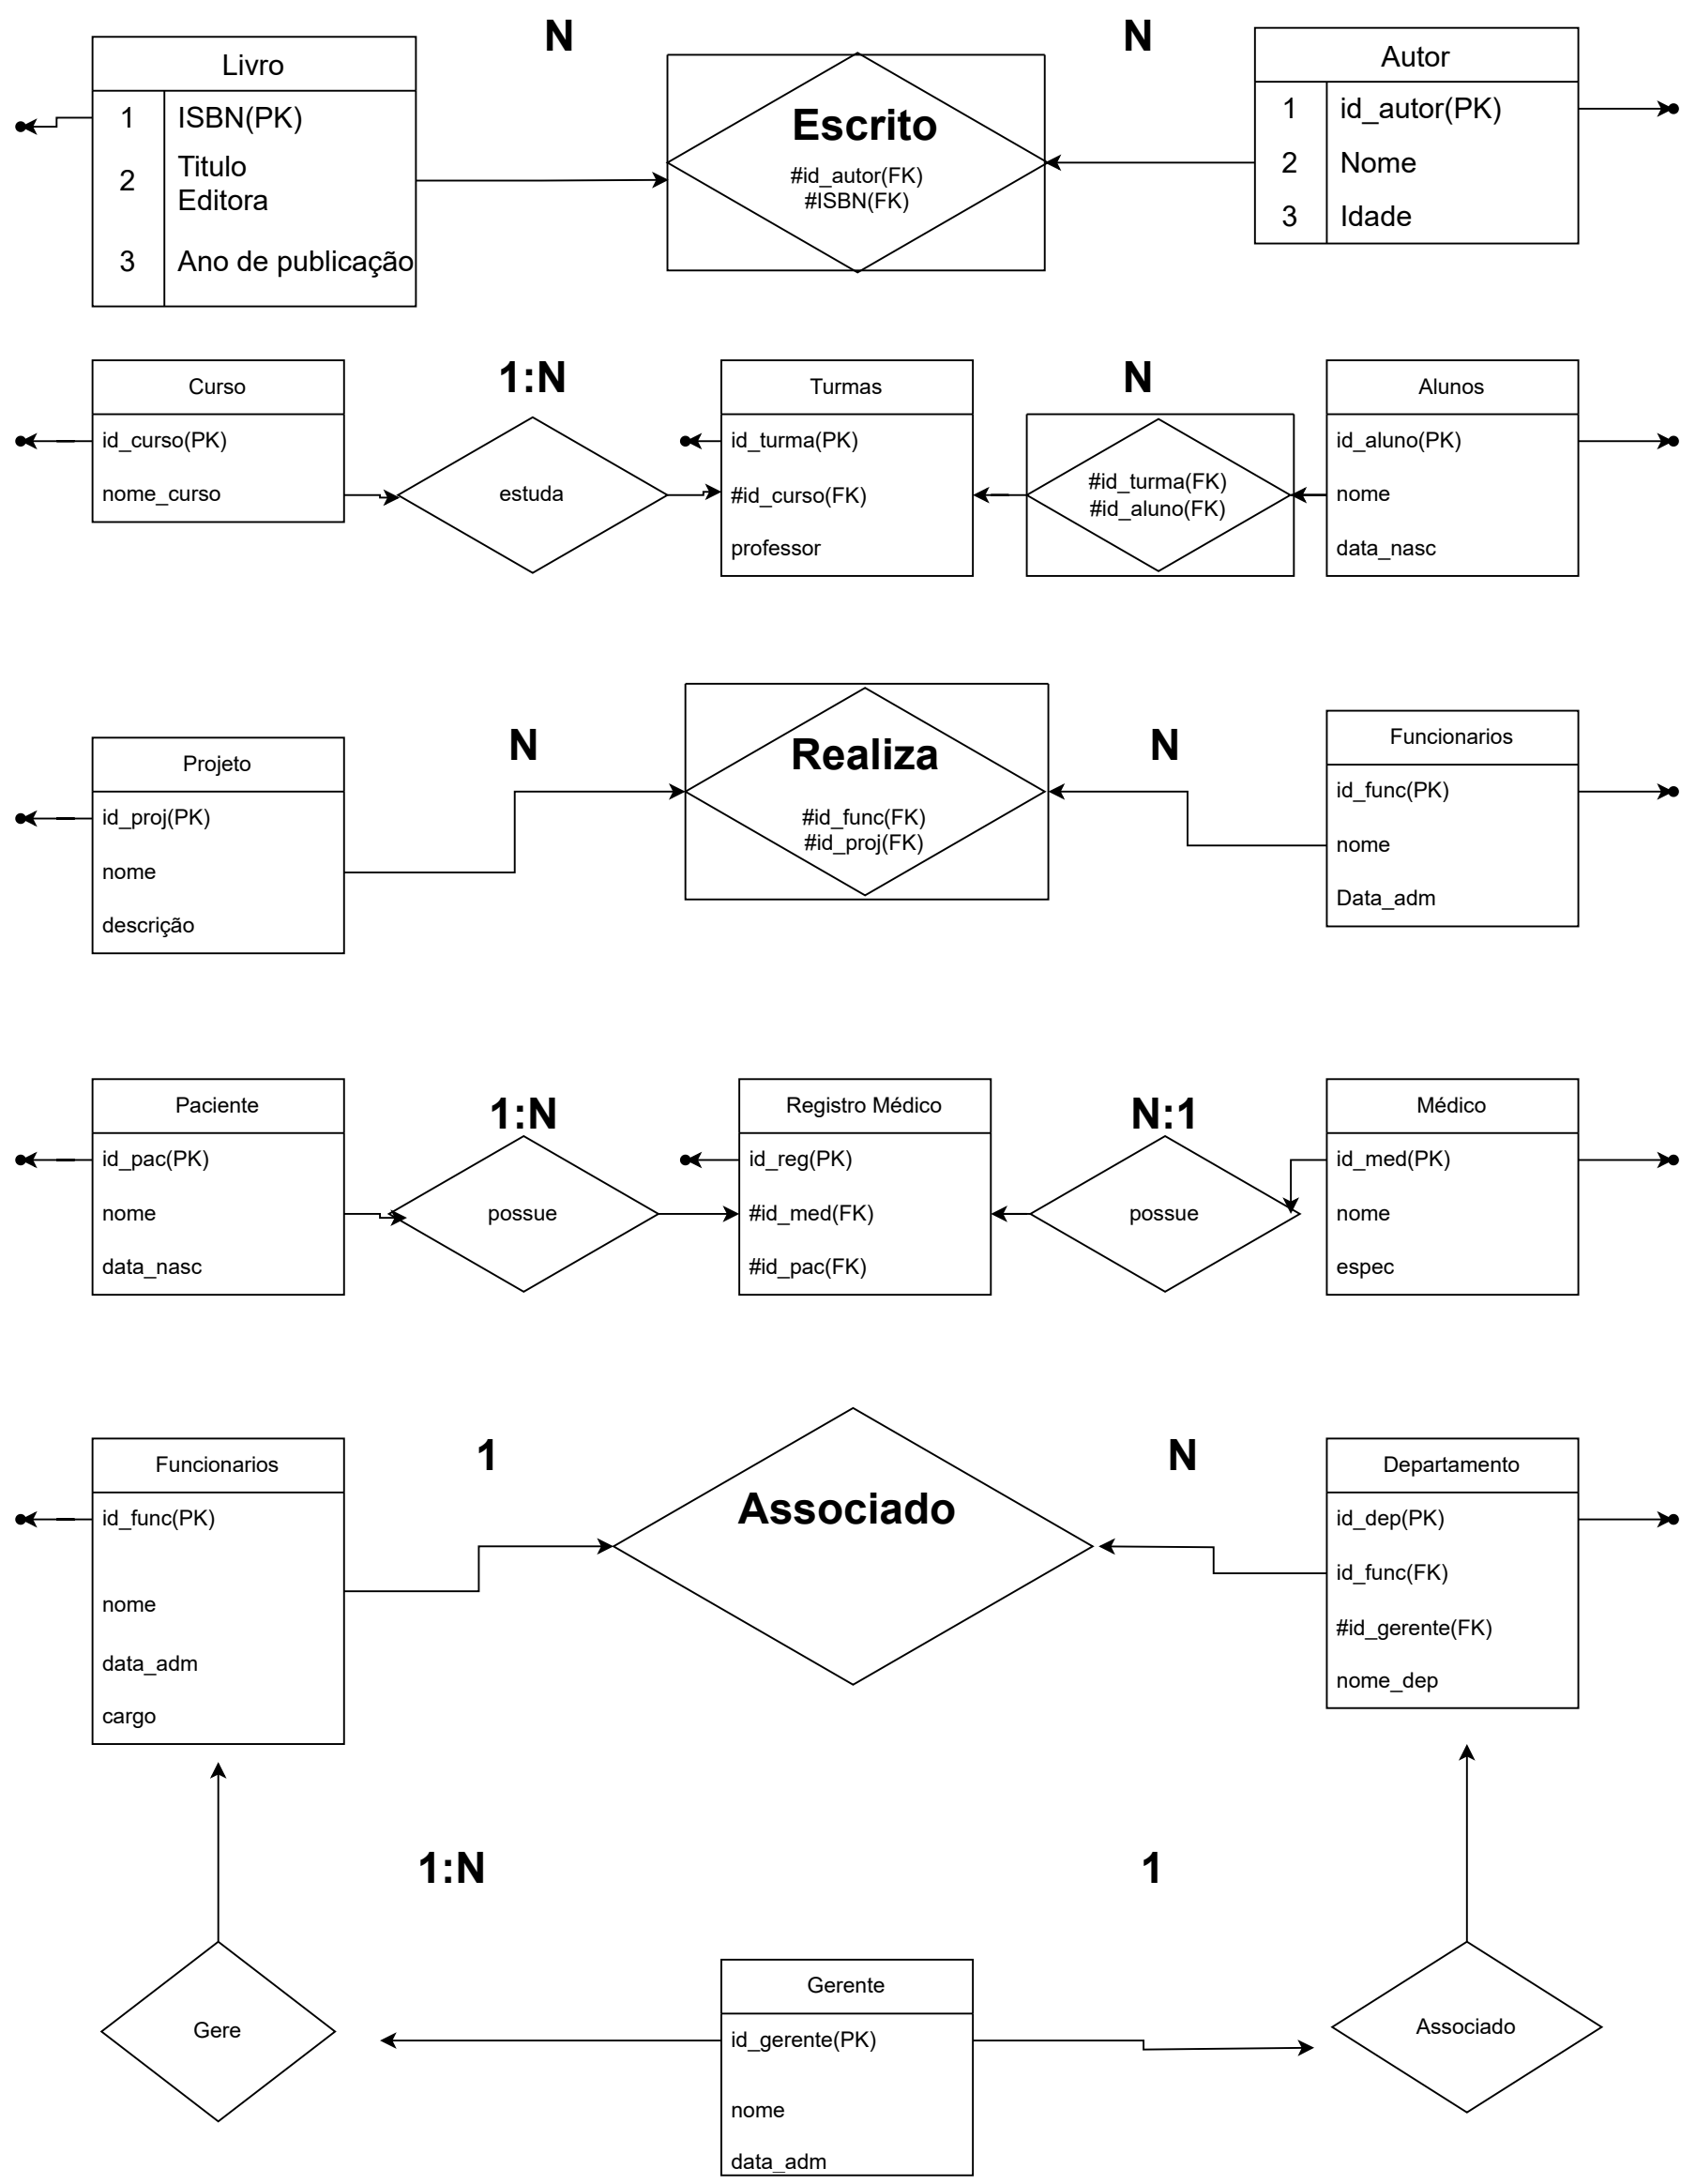 N
N
Livro
1
ISBN(PK)
2
Titulo
Editora
3
Ano de publicação
Escrito
#id_autor(FK)
#ISBN(FK)
Autor
1
id_autor(PK)
2
Nome
3
Idade
1:N
N
Curso
id_curso(PK)
nome_curso
estuda
Turmas
id_turma(PK)
#id_curso(FK)
professor
#id_turma(FK)
#id_aluno(FK)
Alunos
id_aluno(PK)
nome
data_nasc
N
N
Projeto
id_proj(PK)
nome
descrição
Realiza
#id_func(FK)
#id_proj(FK)
Funcionarios
id_func(PK)
nome
Data_adm
1:N
N:1
Paciente
id_pac(PK)
nome
data_nasc
possue
Registro Médico
id_reg(PK)
#id_med(FK)
#id_pac(FK)
possue
Médico
id_med(PK)
nome
espec
1
N
Funcionarios
id_func(PK)
nome
data_adm
cargo
Associado
Departamento
id_dep(PK)
id_func(FK)
#id_gerente(FK)
nome_dep
1:N
1
Gere
Gerente
id_gerente(PK)
nome
data_adm
Associado